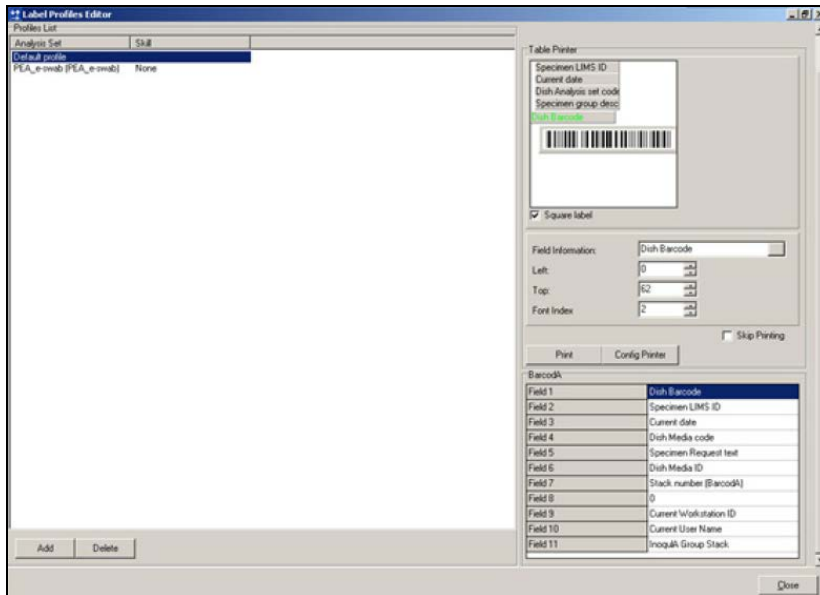 Label Profiles Editor
Profiles List
Analysis Set Skill
Default profile
PEA_e-swab (PEA_e-swab) None
Add Delete
Table Printer
Specimen LIMS ID
Current date
Dish Analysis set code
Specimen group desc
Dish Barcode
Square label
Field Information: Dish Barcode
Left: 0
Top: 62
Font Index 2
Skip Printing
Print Config Printer
BarcodA
Field 1 Dish Barcode
Field 2 Specimen LIMS ID
Field 3 Current date
Field 4 Dish Media code
Field 5 Specimen Request text
Field 6 Dish Media ID
Field 7 Stack number (BarcodA)
Field 8 0
Field 9 Current Workstation ID
Field 10 Current User Name
Field 11 InoqulA Group Stack
Close